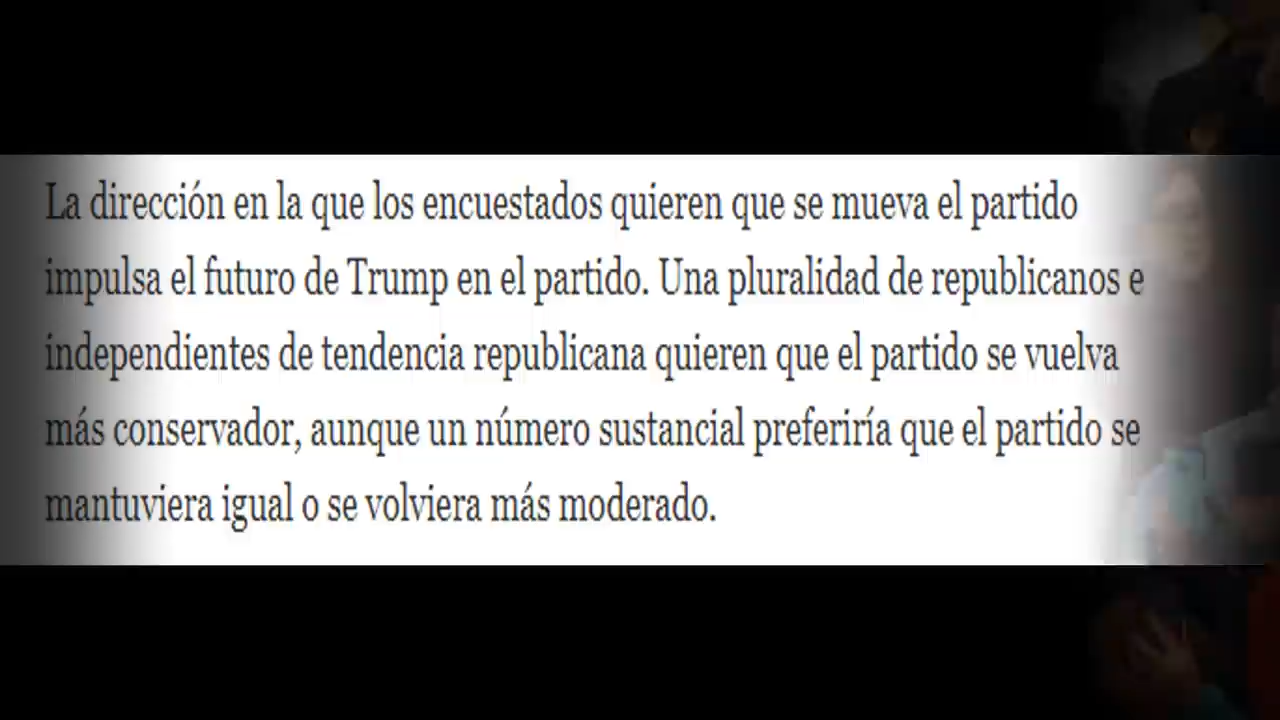 La dirección en la que los encuestados quieren que se mueva el partido
impulsa el futuro de Trump en el partido. Una pluralidad de republicanos e
independientes de tendencia republicana quieren que el partido se vuelva
más conservador, aunque un número sustancial preferiría que el partido se
mantuviera igual o se volviera más moderado.